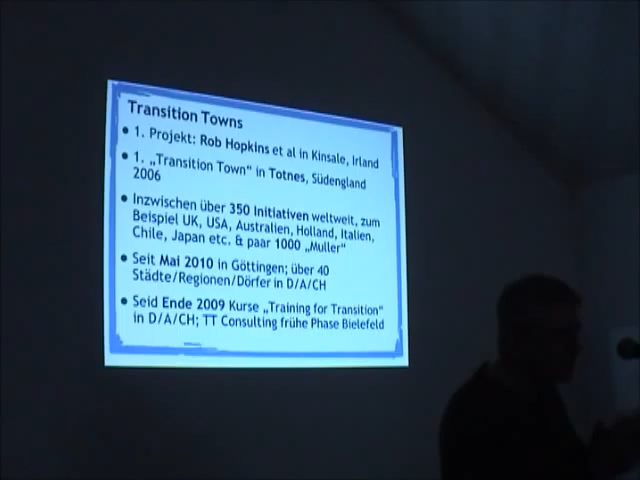 Transition Towns
• 1. Projekt: Rob Hopkins et al in Kinsale, Irland
• 1. „Transition Town“ in Totnes, Südengland
2006
• Inzwischen über 350 Initiativen weltweit, zum
Beispiel UK, USA, Australien, Holland, Italien,
Chile, Japan etc. & paar 1000 „Muller“
• Seit Mai 2010 in Göttingen; über 40
Städte/Regionen/Dörfer in D/A/CH
• Seid Ende 2009 Kurse „Training for Transition“
in D/A/CH; TT Consulting frühe Phase Bielefeld